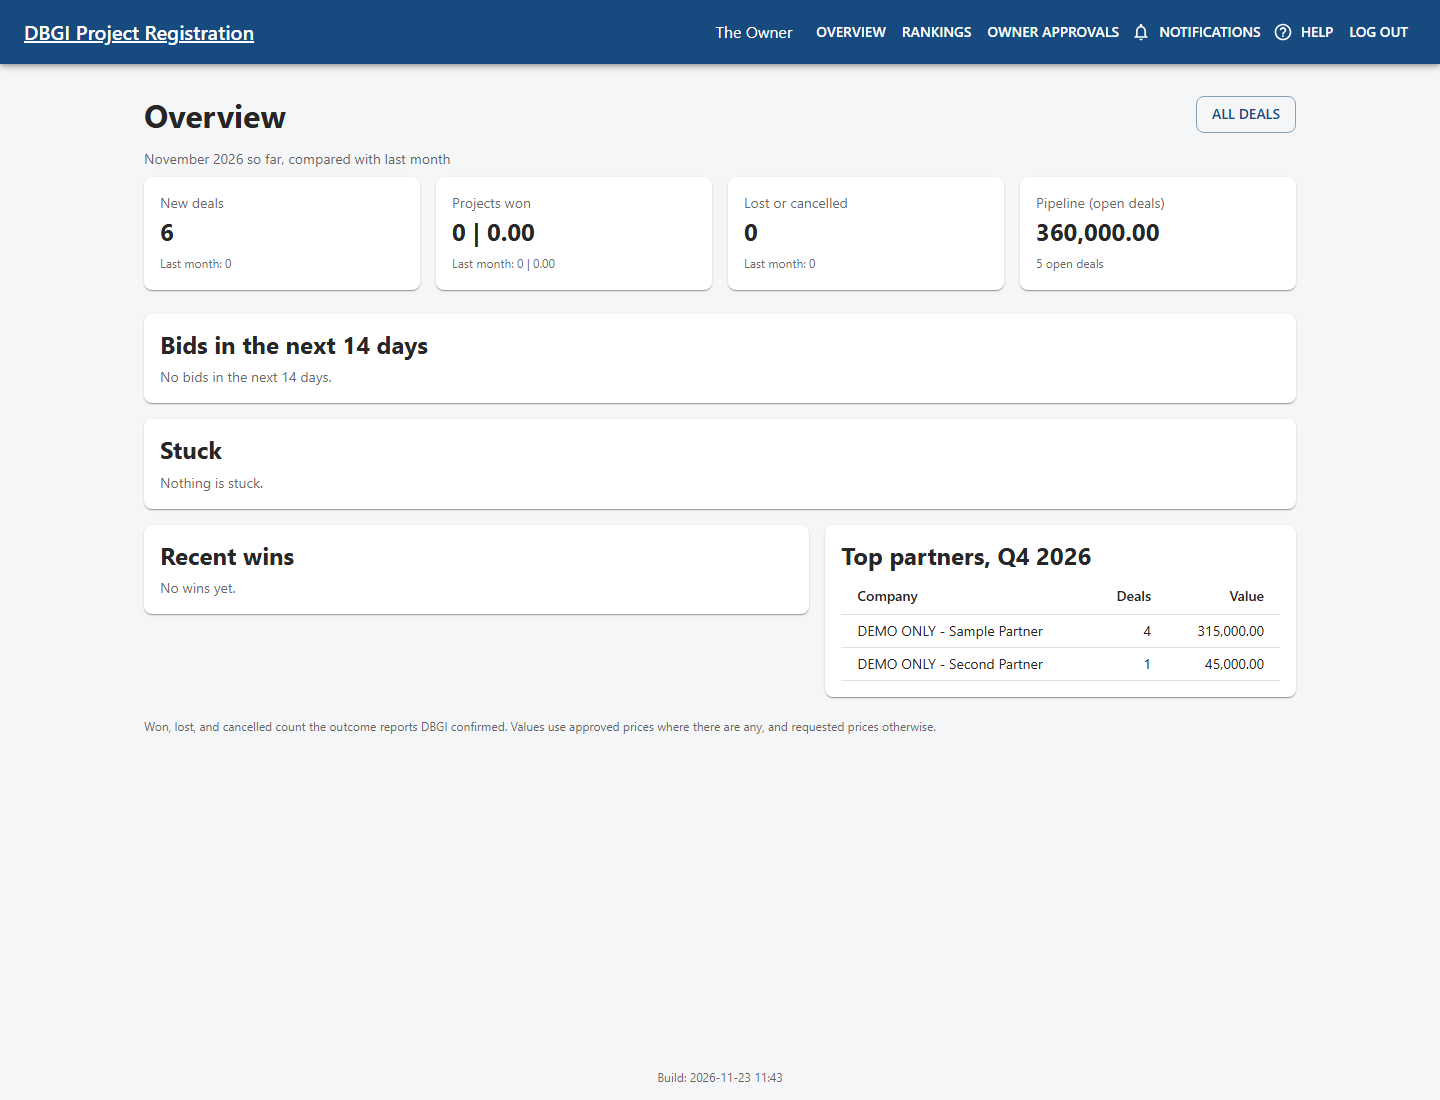 DBGI Project Registration
The Owner OVERVIEW RANKINGS OWNER APPROVALS NOTIFICATIONS HELP LOG OUT
Overview
ALL DEALS
November 2026 so far, compared with last month
New deals
6
Last month: 0
Projects won
0 | 0.00
Last month: 0 | 0.00
Lost or cancelled
0
Last month: 0
Pipeline (open deals)
360,000.00
5 open deals
Bids in the next 14 days
No bids in the next 14 days.
Stuck
Nothing is stuck.
Recent wins
No wins yet.
Top partners, Q4 2026
Company Deals Value
DEMO ONLY - Sample Partner 4 315,000.00
DEMO ONLY - Second Partner 1 45,000.00
Won, lost, and cancelled count the outcome reports DBGI confirmed. Values use approved prices where there are any, and requested prices otherwise.
Build: 2026-11-23 11:43